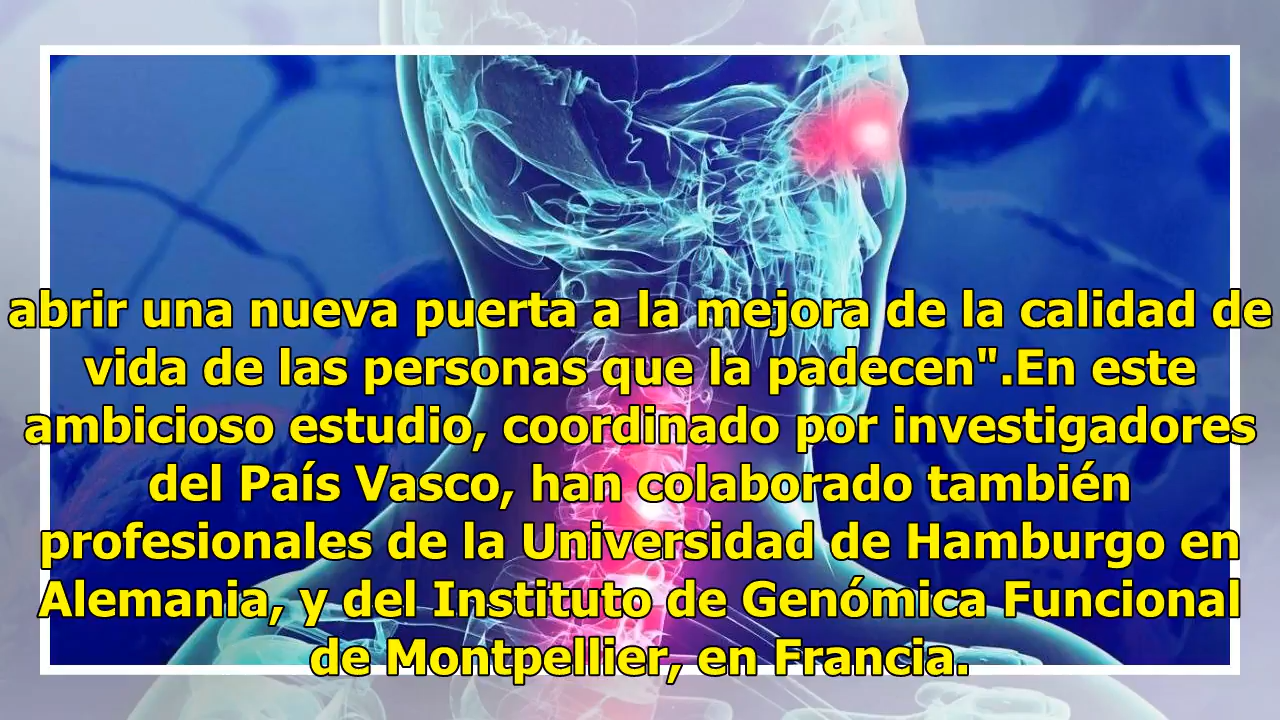 abrir una nueva puerta a la mejora de la calidad de
vida de las personas que la padecen".En este
ambicioso estudio, coordinado por investigadores
del País Vasco, han colaborado también
profesionales de la Universidad de Hamburgo en
Alemania, y del Instituto de Genómica Funcional
de Montpellier, en Francia.